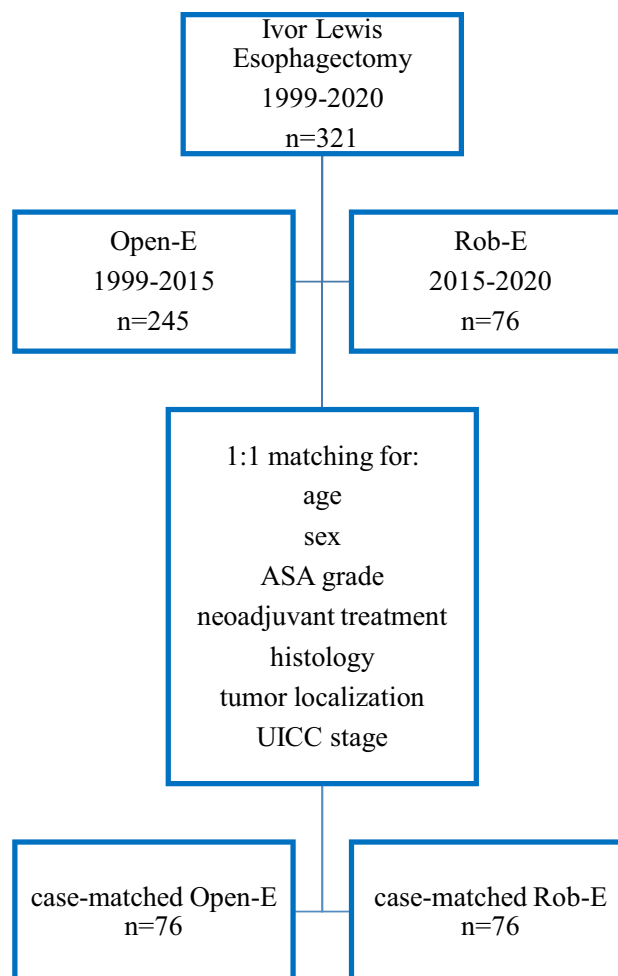 Ivor Lewis
Esophagectomy
1999-2020
n=321
Open-E
1999-2015
n=245
Rob-E
2015-2020
n=76
1:1 matching for:
age
sex
ASA grade
neoadjuvant treatment
histology
tumor localization
UICC stage
case-matched Open-E
n=76
case-matched Rob-E
n=76